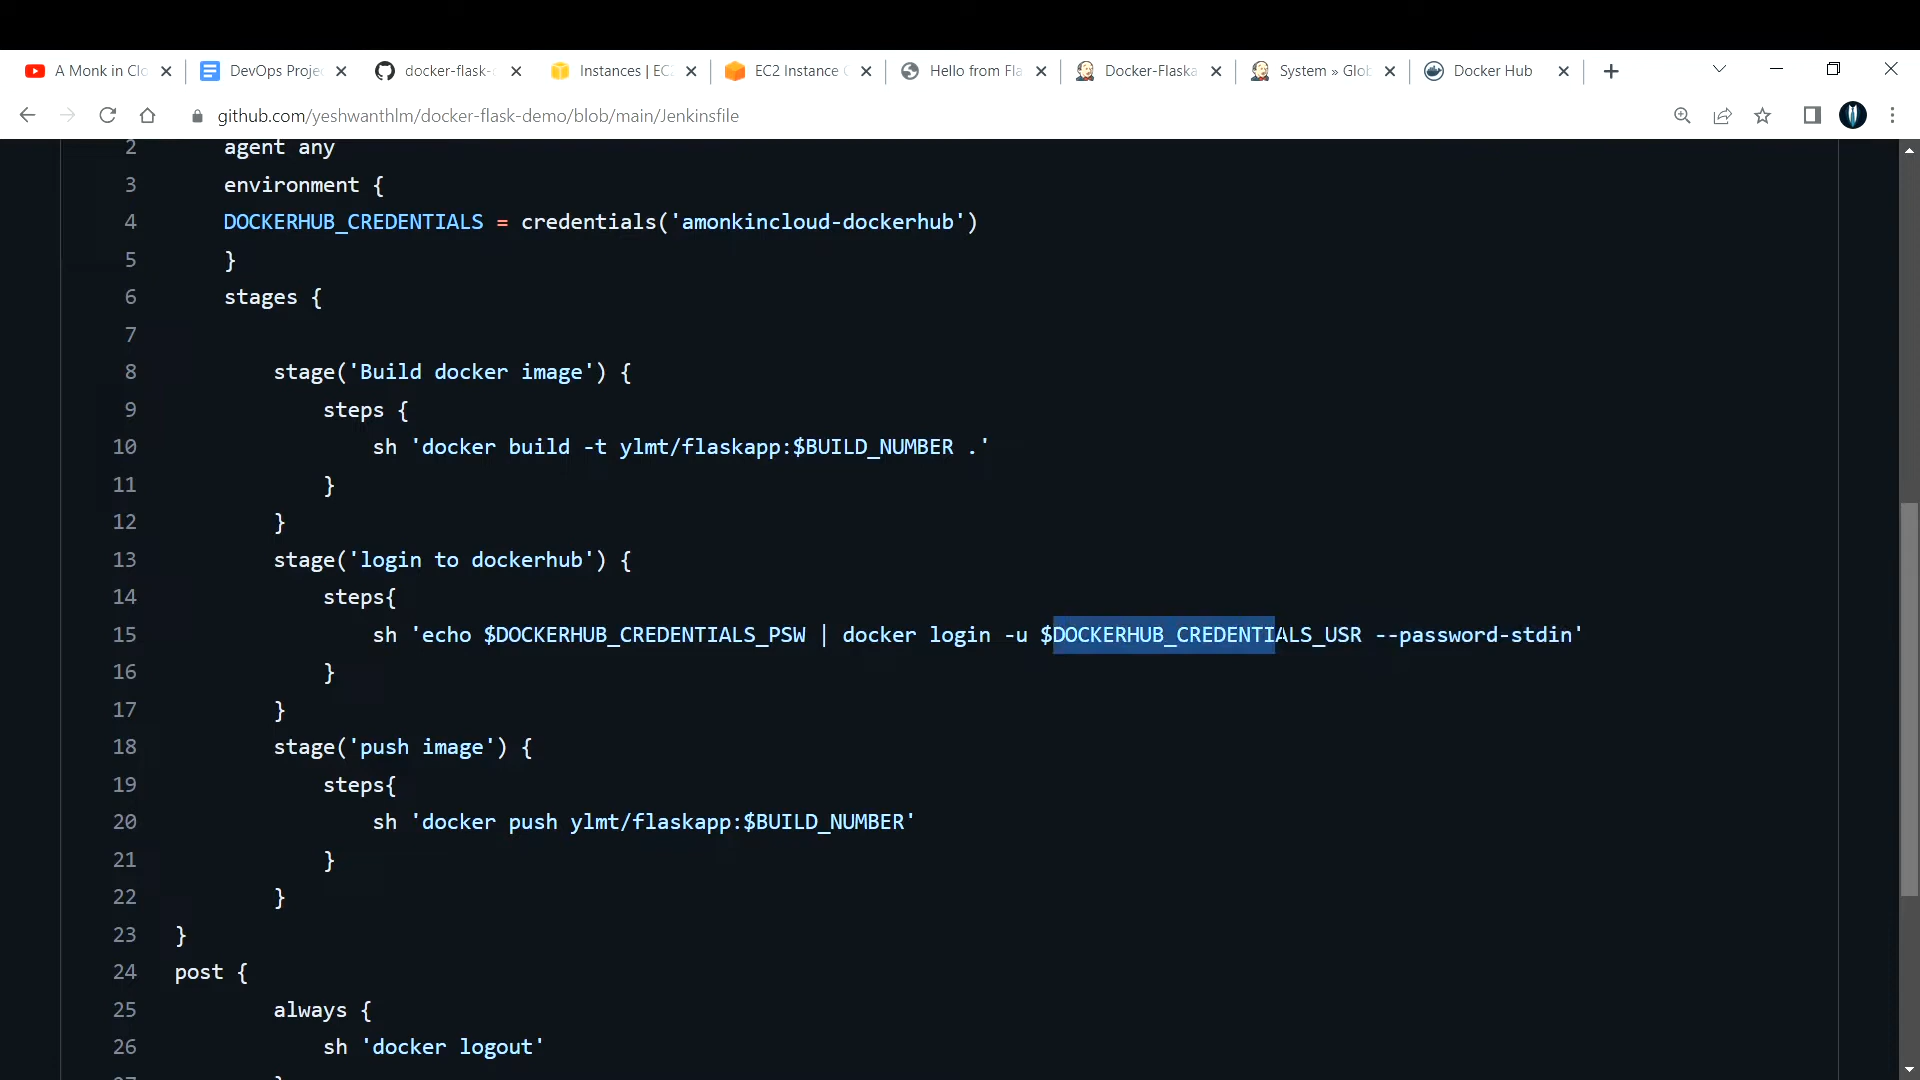 A Monk in Clo
DevOps Projec
docker-flask-
Instances | EC2
EC2 Instance C
Hello from Fla
Docker-Flaska
System » Glob
Docker Hub
github.com/yeshwanthlm/docker-flask-demo/blob/main/Jenkinsfile
2 agent any
3 environment {
4 DOCKERHUB_CREDENTIALS = credentials('amonkincloud-dockerhub')
5 }
6 stages {
7
8 stage('Build docker image') {
9 steps {
10 sh 'docker build -t ylmt/flaskapp:$BUILD_NUMBER .'
11 }
12 }
13 stage('login to dockerhub') {
14 steps{
15 sh 'echo $DOCKERHUB_CREDENTIALS_PSW | docker login -u $DOCKERHUB_CREDENTIALS_USR --password-stdin'
16 }
17 }
18 stage('push image') {
19 steps{
20 sh 'docker push ylmt/flaskapp:$BUILD_NUMBER'
21 }
22 }
23 }
24 post {
25 always {
26 sh 'docker logout'
27 }